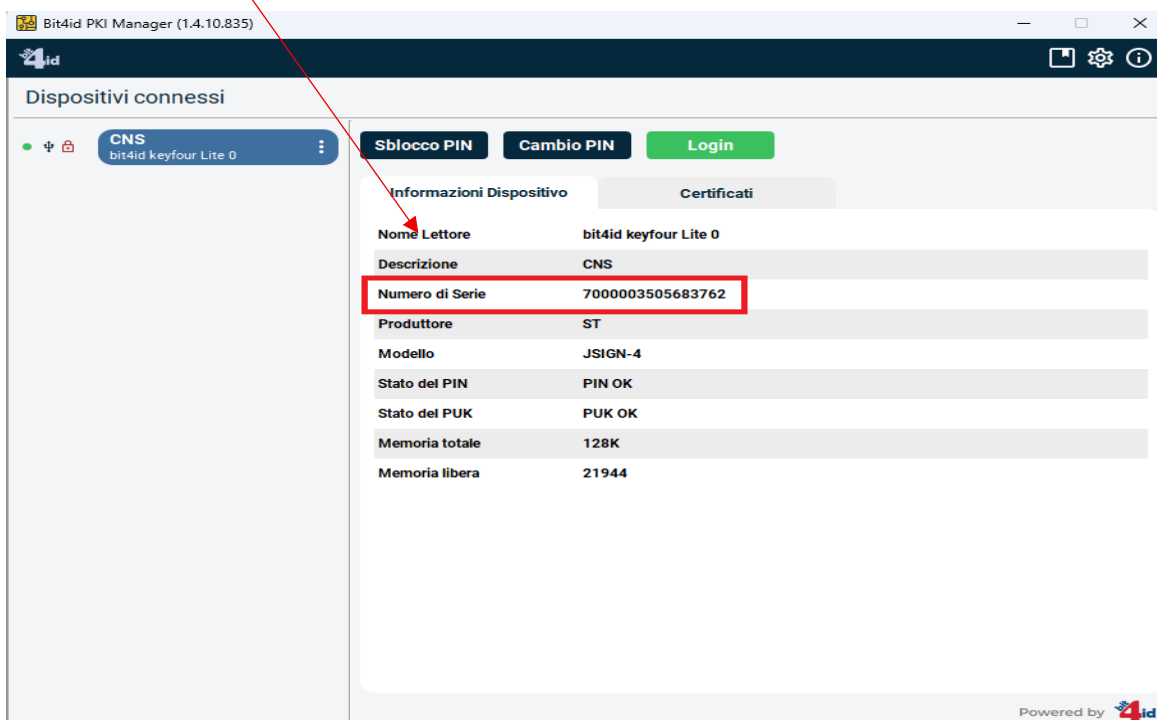 Bit4id PKI Manager (1.4.10.835)
4id
Dispositivi connessi
CNS
bit4id keyfour Lite 0
Sblocco PIN Cambio PIN Login
Informazioni Dispositivo Certificati
Nome Lettore bit4id keyfour Lite 0
Descrizione CNS
Numero di Serie 7000003505683762
Produttore ST
Modello JSIGN-4
Stato del PIN PIN OK
Stato del PUK PUK OK
Memoria totale 128K
Memoria libera 21944
Powered by 4id